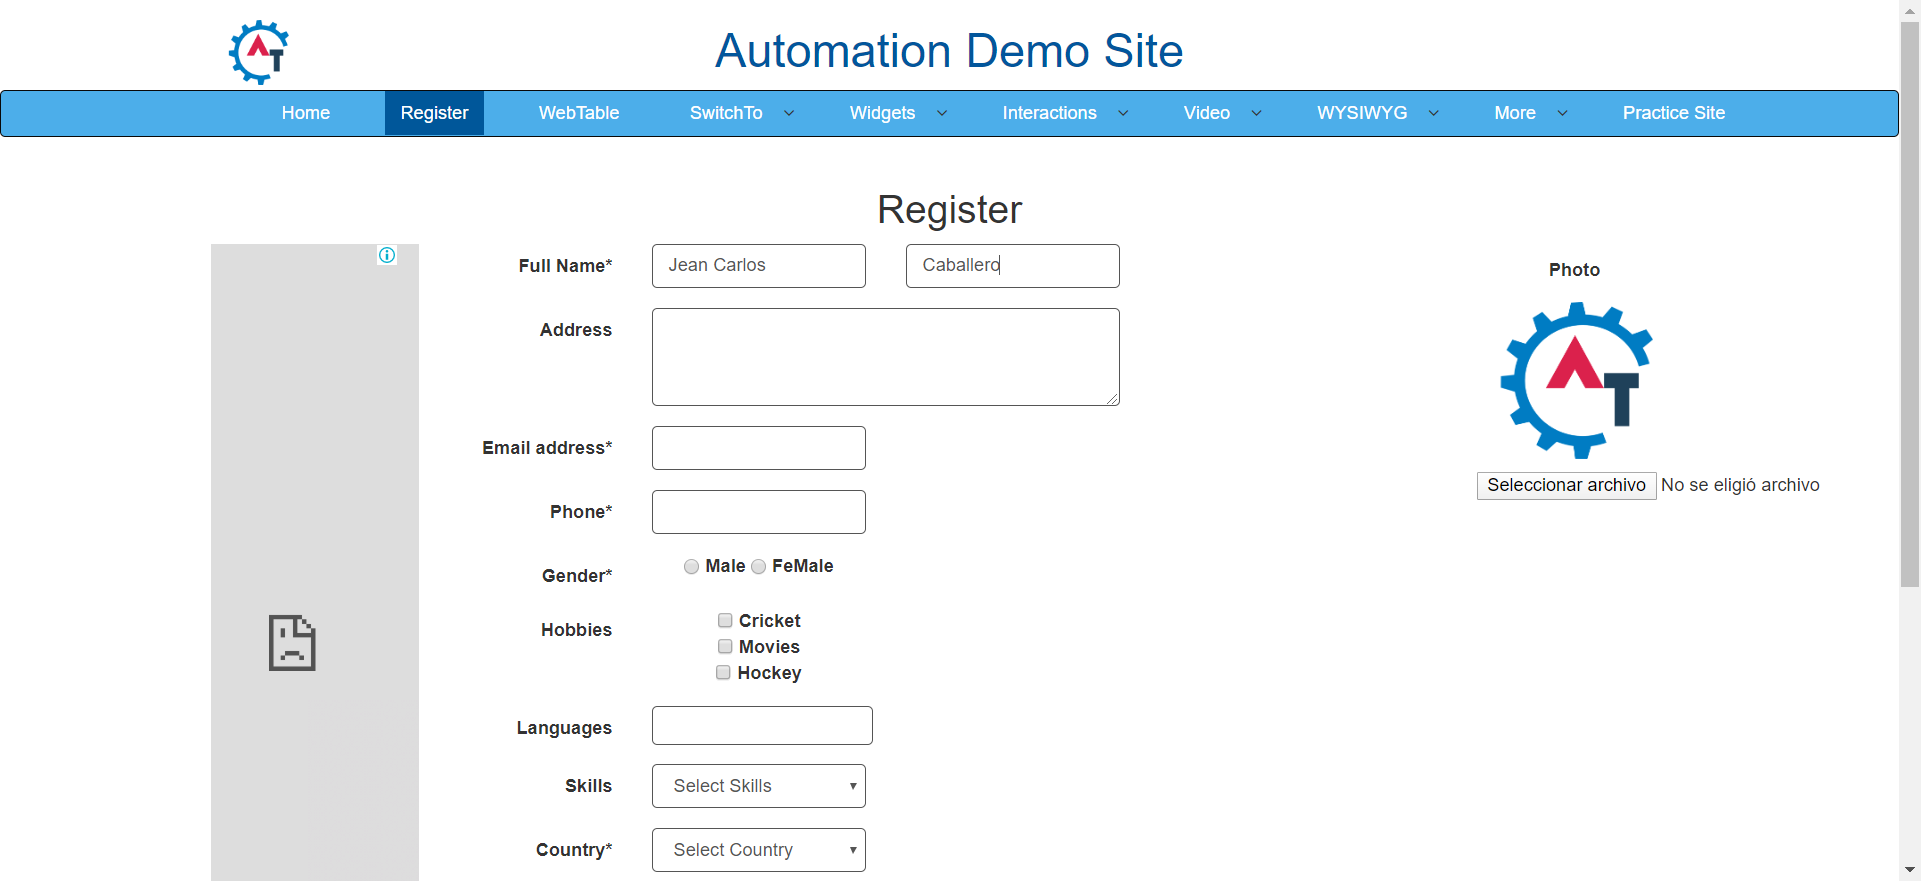 Automation Demo Site
Home Register WebTable SwitchTo Widgets Interactions Video WYSIWYG More Practice Site
Register
Full Name* Jean Carlos Caballero
Photo
Address
Email address*
Seleccionar archivo No se eligió archivo
Phone*
Gender* Male FeMale
Hobbies Cricket
Movies
Hockey
Languages
Skills Select Skills
Country* Select Country